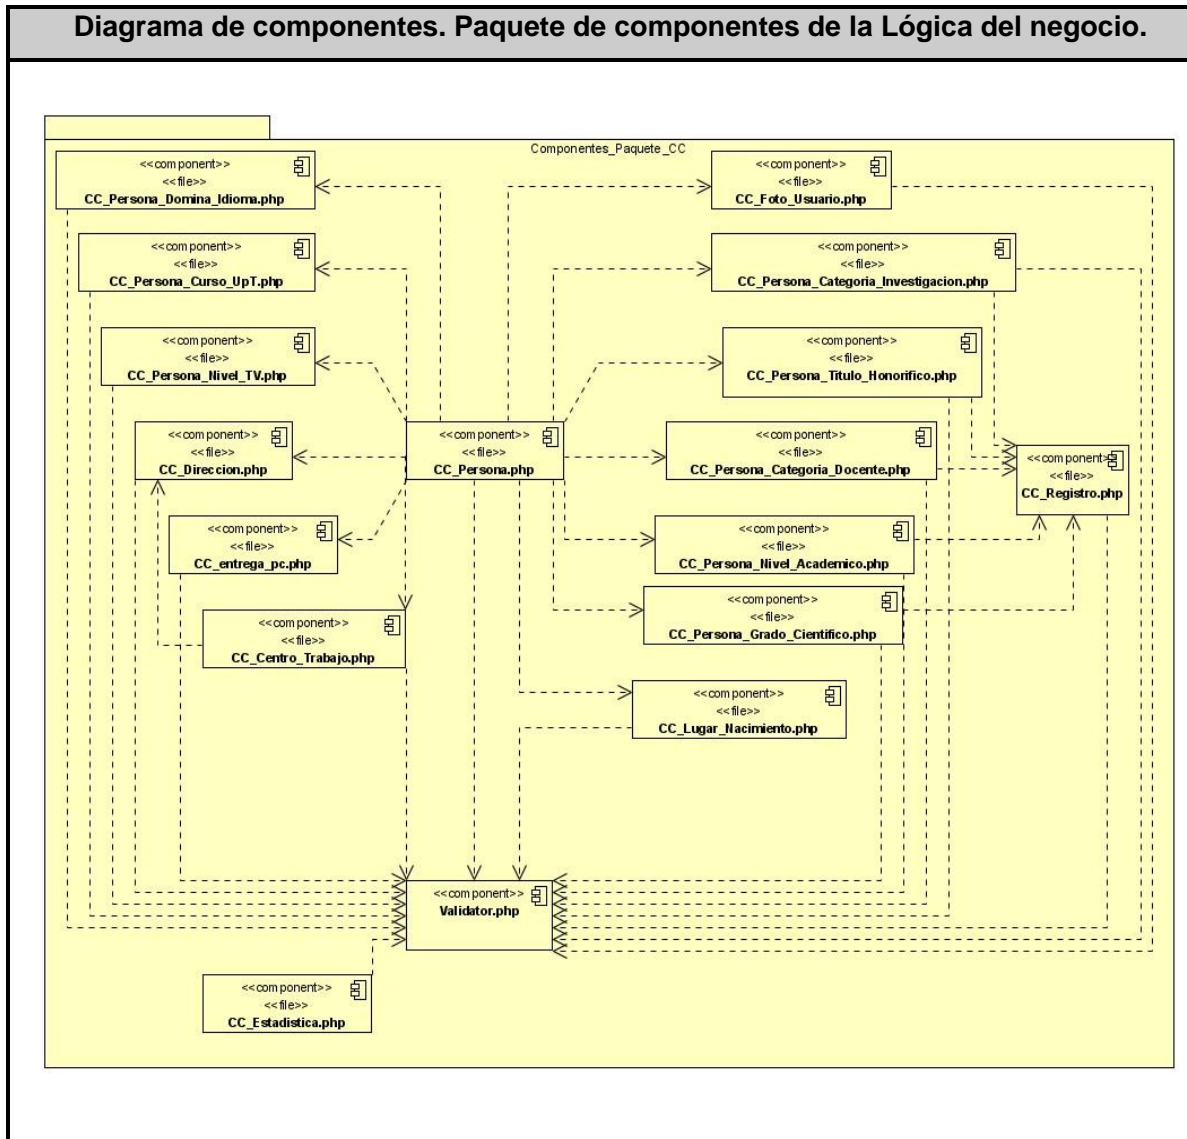 Diagrama de componentes. Paquete de componentes de la Lógica del negocio.
Componentes_Paquete_CC
<<component>>
<<file>>
CC_Persona_Domina_Idioma.php
<<component>>
<<file>>
CC_Foto_Usuario.php
<<component>>
<<file>>
CC_Persona_Curso_UpT.php
<<component>>
<<file>>
CC_Persona_Categoria_Investigacion.php
<<component>>
<<file>>
CC_Persona_Nivel_TV.php
<<component>>
<<file>>
CC_Persona_Titulo_Honorifico.php
<<component>>
<<file>>
CC_Direccion.php
<<component>>
<<file>>
CC_Persona.php
<<component>>
<<file>>
CC_Persona_Categoria_Docente.php
<<component>>
<<file>>
CC_Registro.php
<<component>>
<<file>>
CC_entrega_pc.php
<<component>>
<<file>>
CC_Persona_Nivel_Academico.php
<<component>>
<<file>>
CC_Persona_Grado_Cientifico.php
<<component>>
<<file>>
CC_Centro_Trabajo.php
<<component>>
<<file>>
CC_Lugar_Nacimiento.php
<<component>>
Validator.php
<<component>>
<<file>>
CC_Estadistica.php